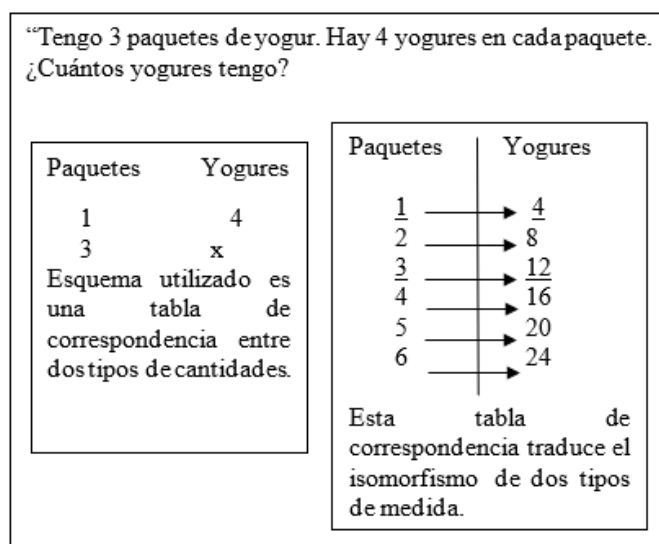 “Tengo 3 paquetes de yogur. Hay 4 yogures en cada paquete.
¿Cuántos yogures tengo?
Paquetes Yogures
1 4
3 x
Esquema utilizado es
una tabla de
correspondencia entre
dos tipos de cantidades.
Paquetes Yogures
1 4
2 8
3 12
4 16
5 20
6 24
Esta tabla de
correspondencia traduce el
isomorfismo de dos tipos
de medida.